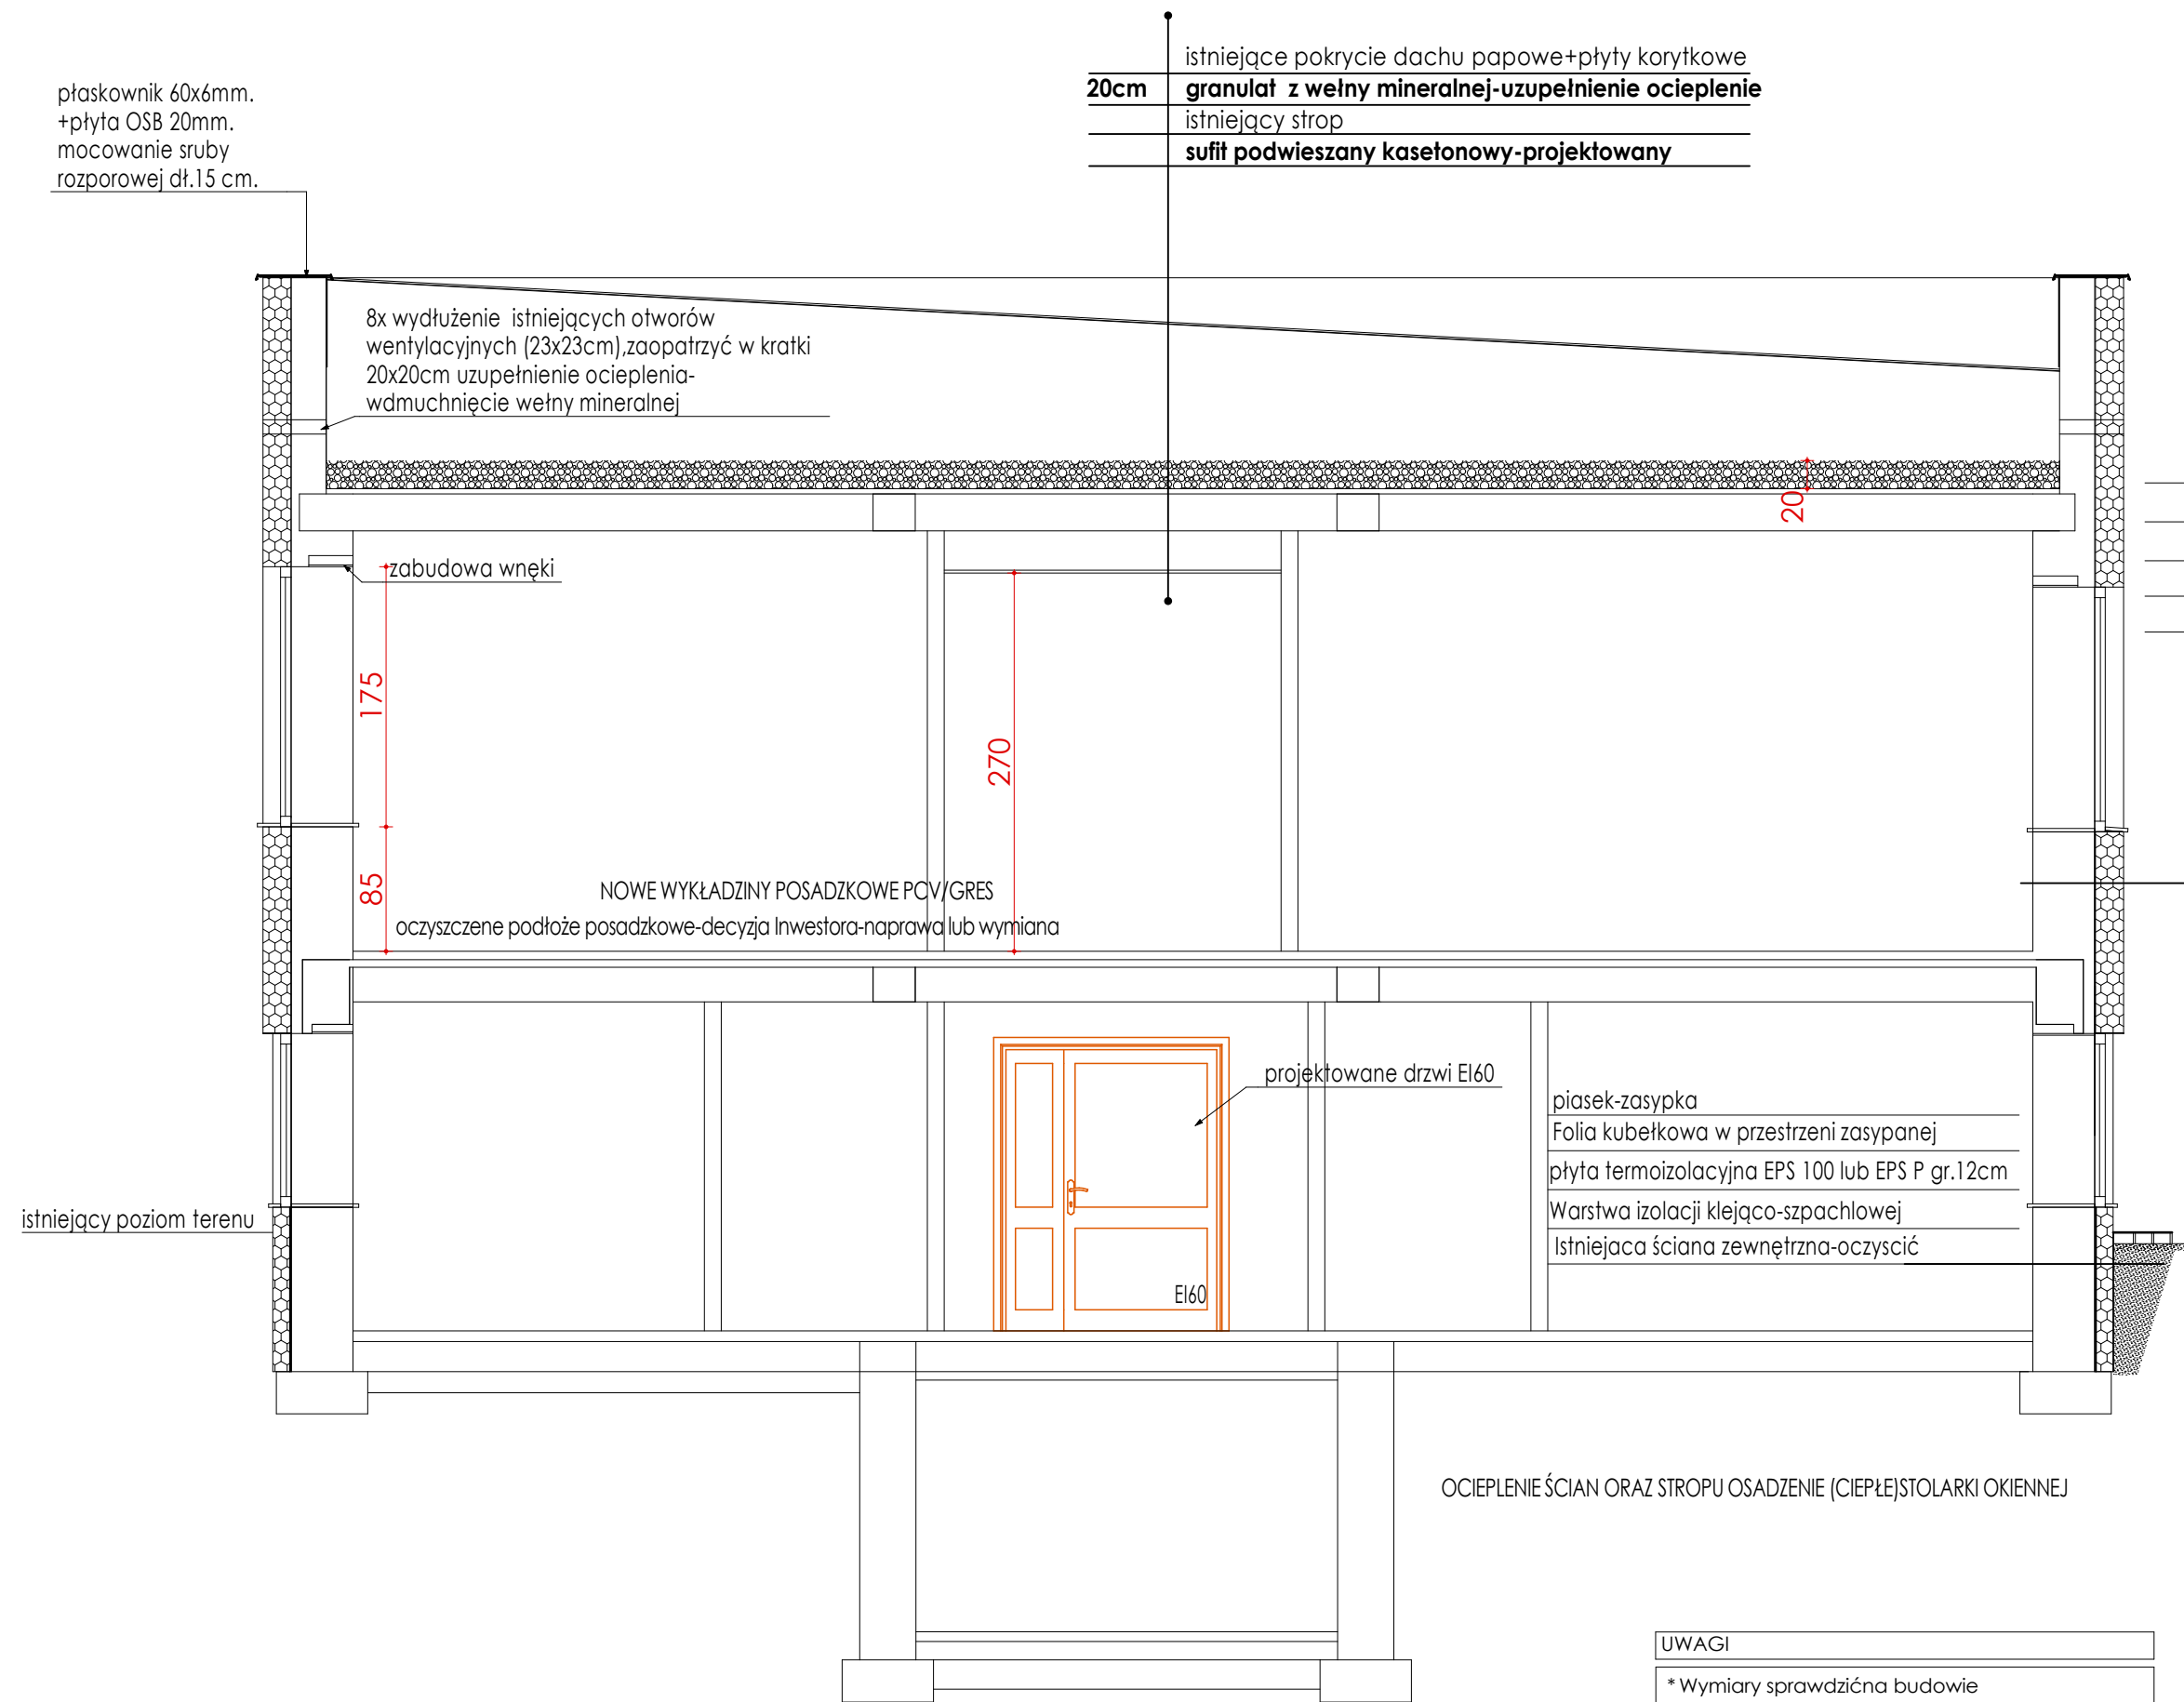 istniejące pokrycie dachu papowe+płyty korytkowe
20cm granulat z wełny mineralnej-uzupełnienie ocieplenie
istniejący strop
sufit podwieszany kasetonowy-projektowany
płaskownik 60x6mm.
+płyta OSB 20mm.
mocowanie sruby
rozporowej dł.15 cm.
8x wydłużenie istniejących otworów
wentylacyjnych (23x23cm),zaopatrzyć w kratki
20x20cm uzupełnienie ocieplenia-
wdmuchnięcie wełny mineralnej
20
zabudowa wnęki
175
270
85
NOWE WYKŁADZINY POSADZKOWE PCV/GRES
oczyszczene podłoże posadzkowe-decyzja Inwestora-naprawa lub wymiana
projektowane drzwi EI60
piasek-zasypka
Folia kubełkowa w przestrzeni zasypanej
płyta termoizolacyjna EPS 100 lub EPS P gr.12cm
Warstwa izolacji klejąco-szpachlowej
Istniejaca ściana zewnętrzna-oczyscić
istniejący poziom terenu
EI60
OCIEPLENIE ŚCIAN ORAZ STROPU OSADZENIE (CIEPŁE)STOLARKI OKIENNEJ
UWAGI
* Wymiary sprawdzićna budowie